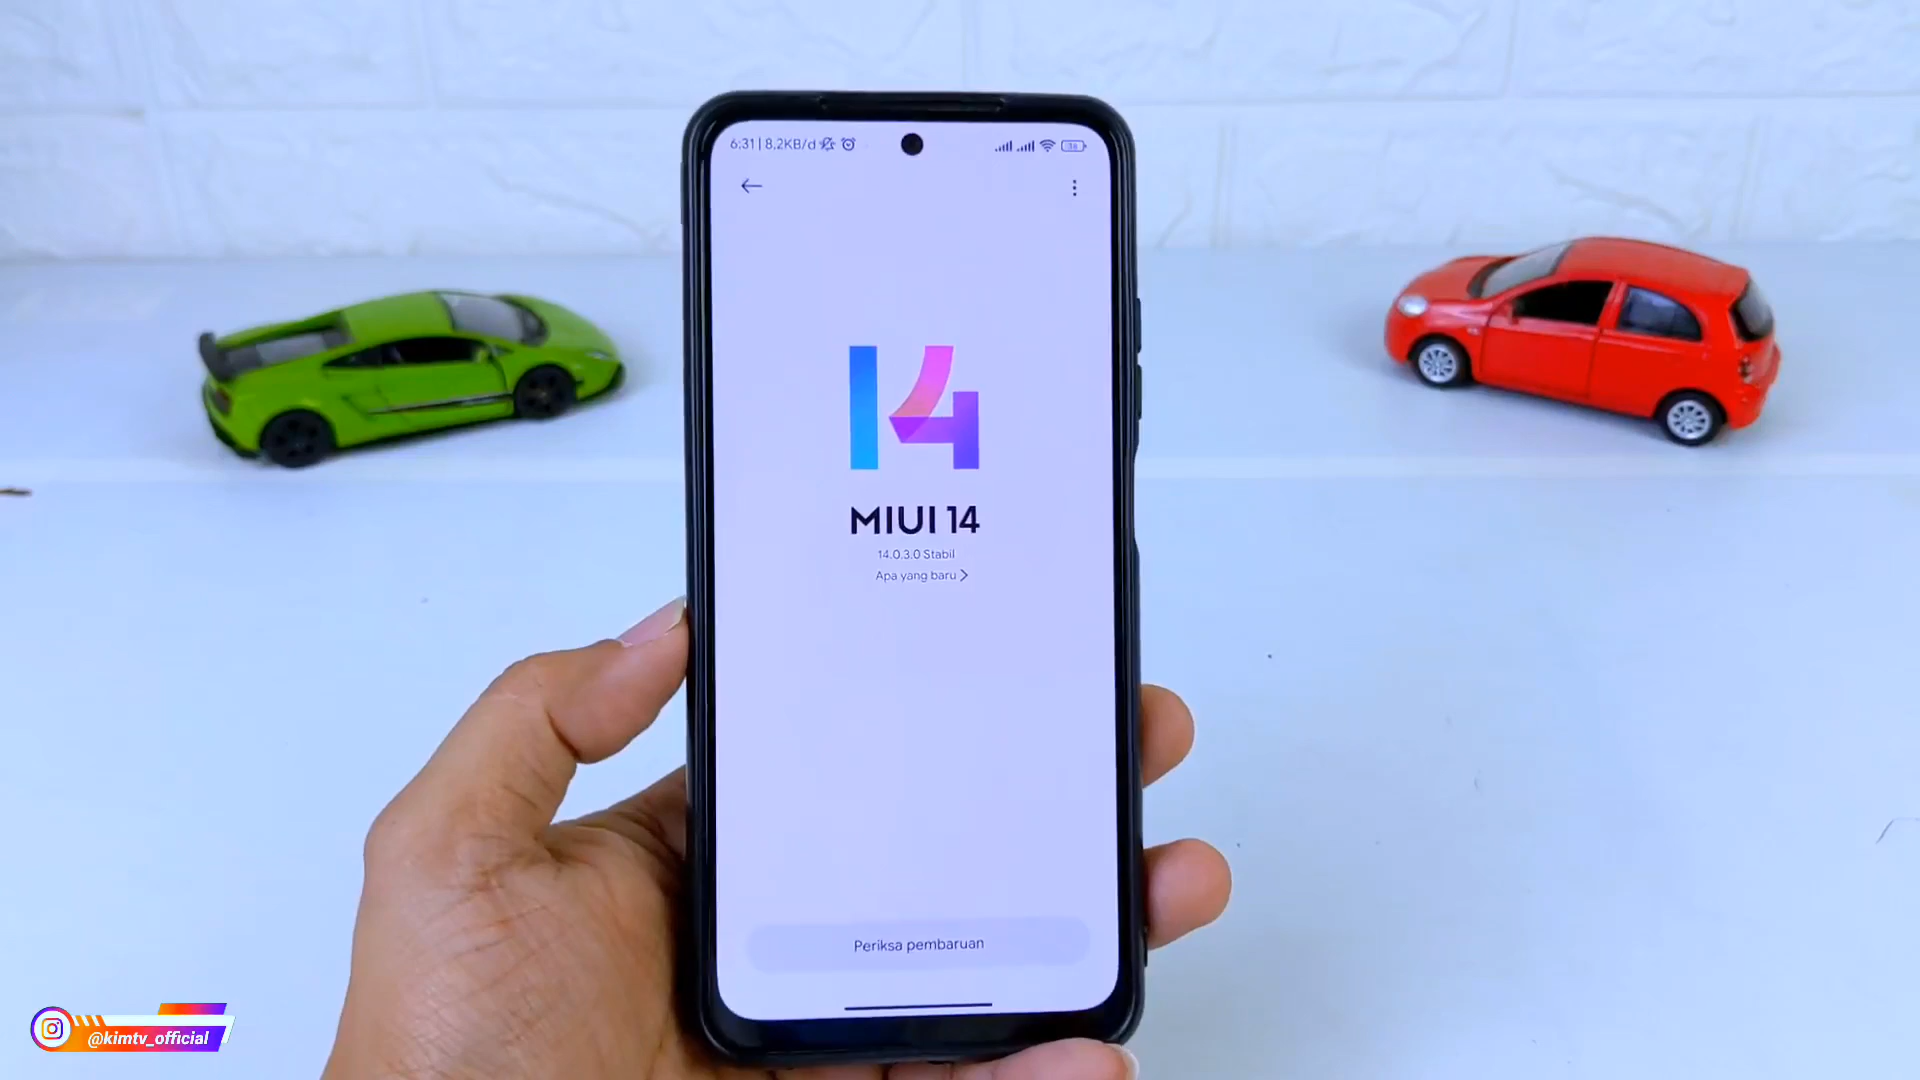 6:31 | 8,2KB/d
14
MIUI 14
14.0.3.0 Stabil
Apa yang baru >
Periksa pembaruan
@kimtv_official